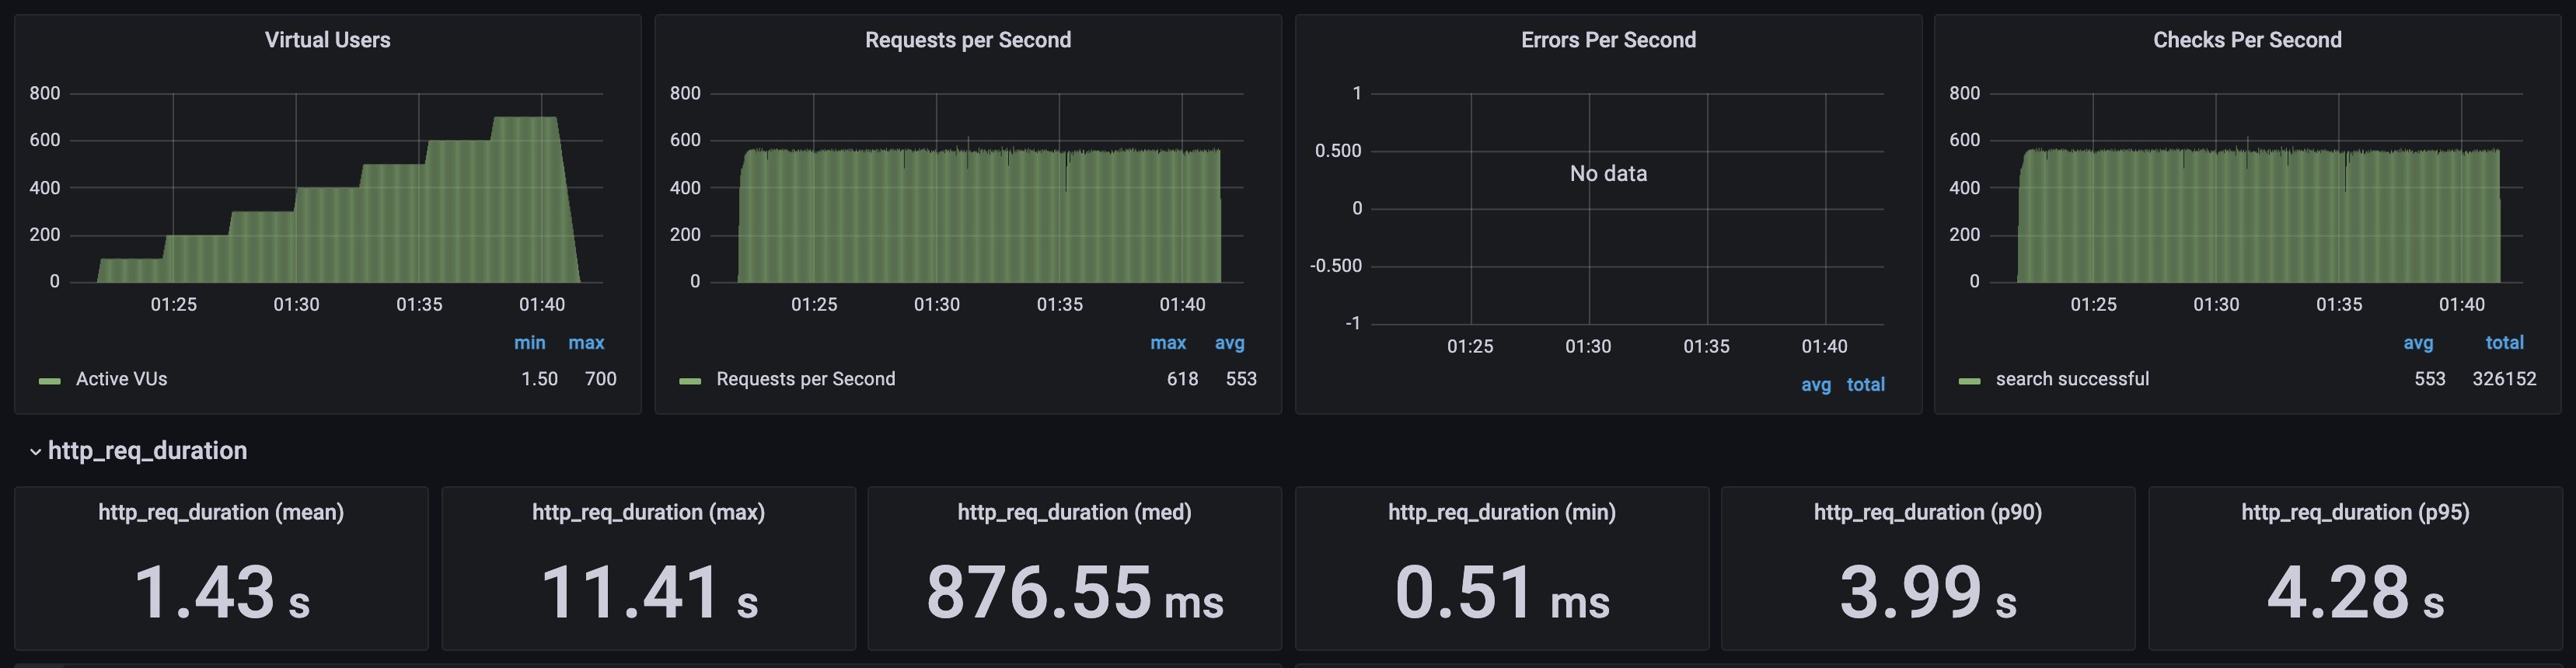 Virtual Users
800
600
400
200
0
01:25 01:30 01:35 01:40
min max
Active VUs 1.50 700
Requests per Second
800
600
400
200
0
01:25 01:30 01:35 01:40
max avg
Requests per Second 618 553
Errors Per Second
1
0.500
0
-0.500
-1
No data
01:25 01:30 01:35 01:40
avg total
Checks Per Second
800
600
400
200
0
01:25 01:30 01:35 01:40
avg total
search successful 553 326152
http_req_duration
http_req_duration (mean)
1.43 s
http_req_duration (max)
11.41 s
http_req_duration (med)
876.55 ms
http_req_duration (min)
0.51 ms
http_req_duration (p90)
3.99 s
http_req_duration (p95)
4.28 s